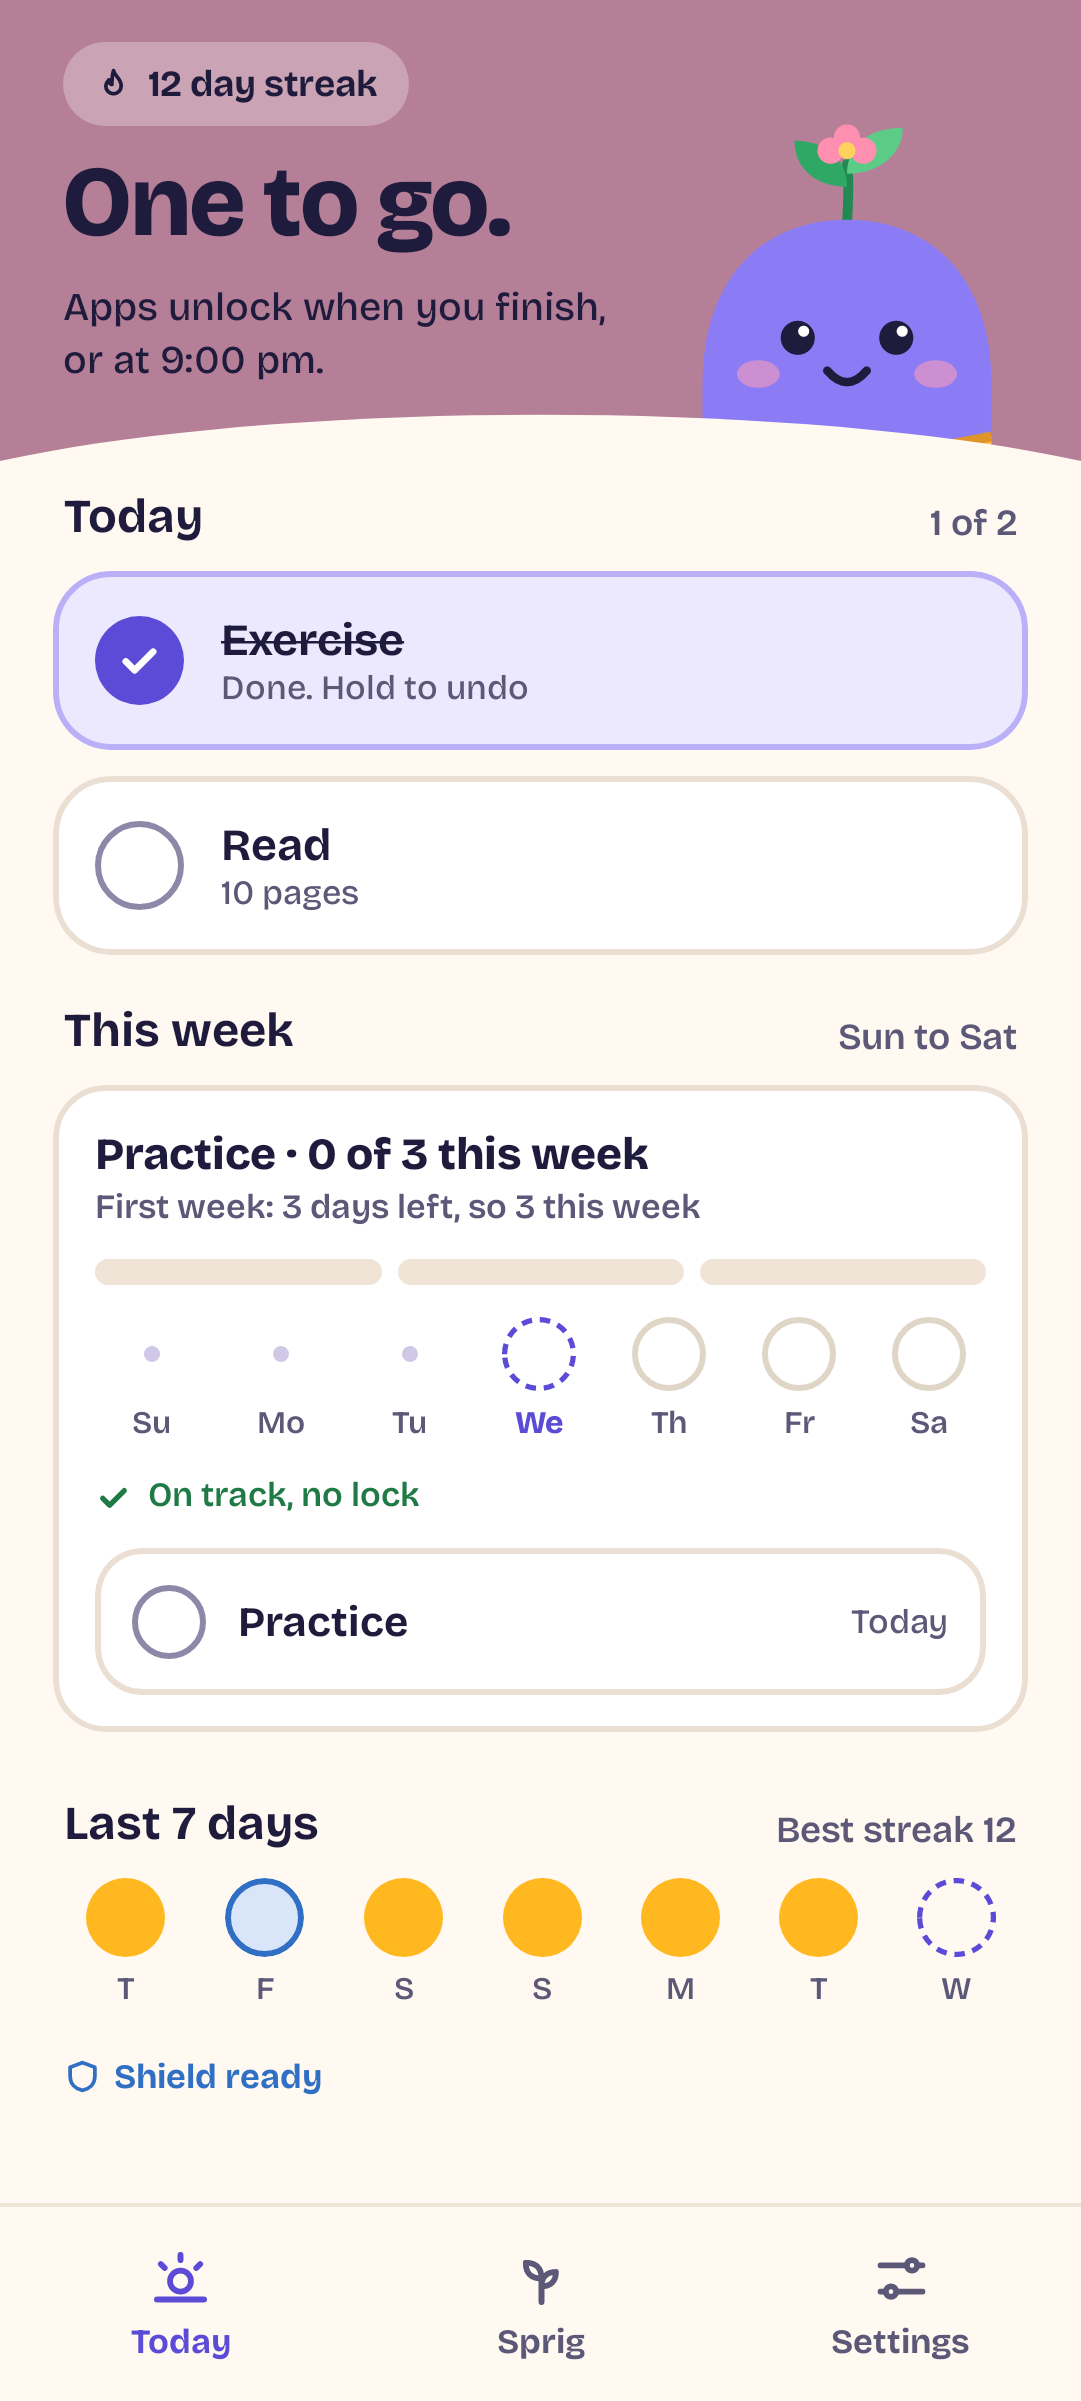 12 day streak
One to go.
Apps unlock when you finish,
or at 9:00 pm.
Today
1 of 2
Exercise
Done. Hold to undo
Read
10 pages
This week
Sun to Sat
Practice · 0 of 3 this week
First week: 3 days left, so 3 this week
Su Mo Tu We Th Fr Sa
On track, no lock
Practice
Today
Last 7 days
Best streak 12
T F S S M T W
Shield ready
Today Sprig Settings